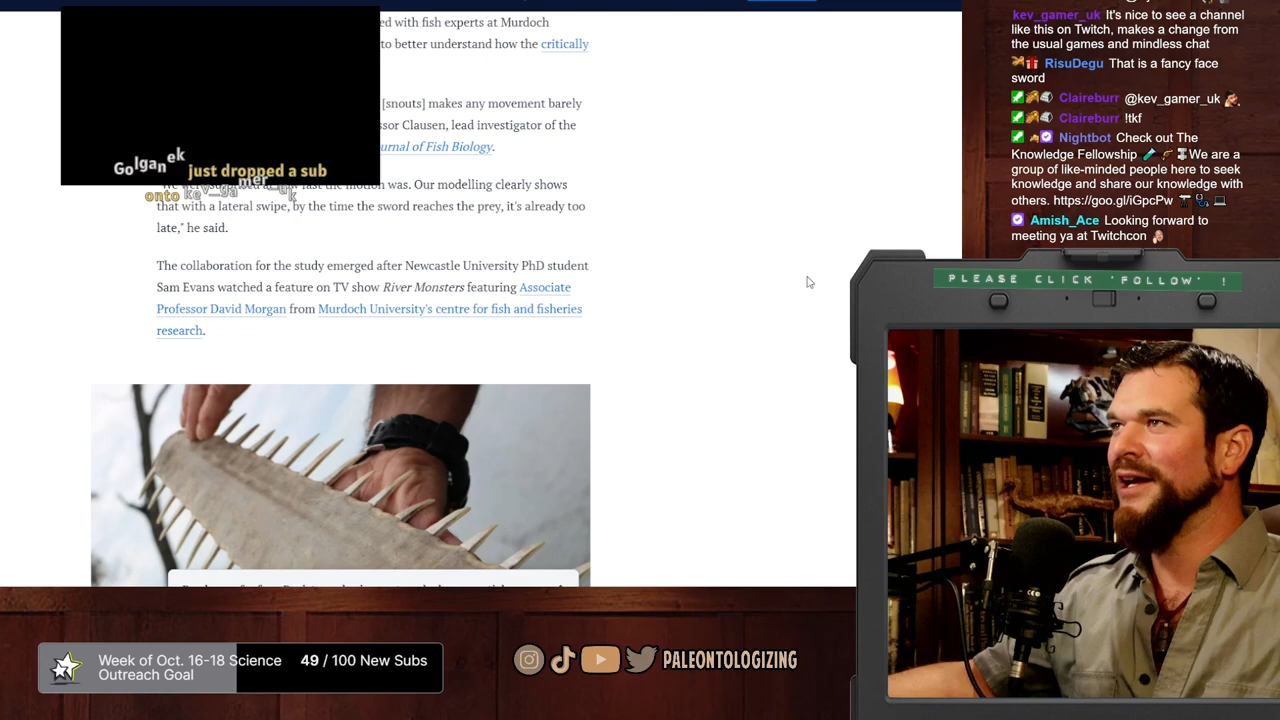 ed with fish experts at Murdoch
to better understand how the critically
[snouts] makes any movement barely
sor Clausen, lead investigator of the
urnal of Fish Biology.
Our modelling clearly shows
that with a lateral swipe, by the time the sword reaches the prey, it's already too
late," he said.
The collaboration for the study emerged after Newcastle University PhD student
Sam Evans watched a feature on TV show River Monsters featuring Associate
Professor David Morgan from Murdoch University's centre for fish and fisheries
research.
Golganek just dropped a sub
onto kev_gamer_uk
kev_gamer_uk It's nice to see a channel
like this on Twitch, makes a change from
the usual games and mindless chat
RisuDegu That is a fancy face
sword
Claireburr @kev_gamer_uk
Claireburr !tkf
Nightbot Check out The
Knowledge Fellowship We are a
group of like-minded people here to seek
knowledge and share our knowledge with
others. https://goo.gl/iGpcPw
Amish_Ace Looking forward to
meeting ya at Twitchcon
PLEASE CLICK 'FOLLOW' !
Week of Oct. 16-18 Science
Outreach Goal
49 / 100 New Subs
PALEONTOLOGIZING